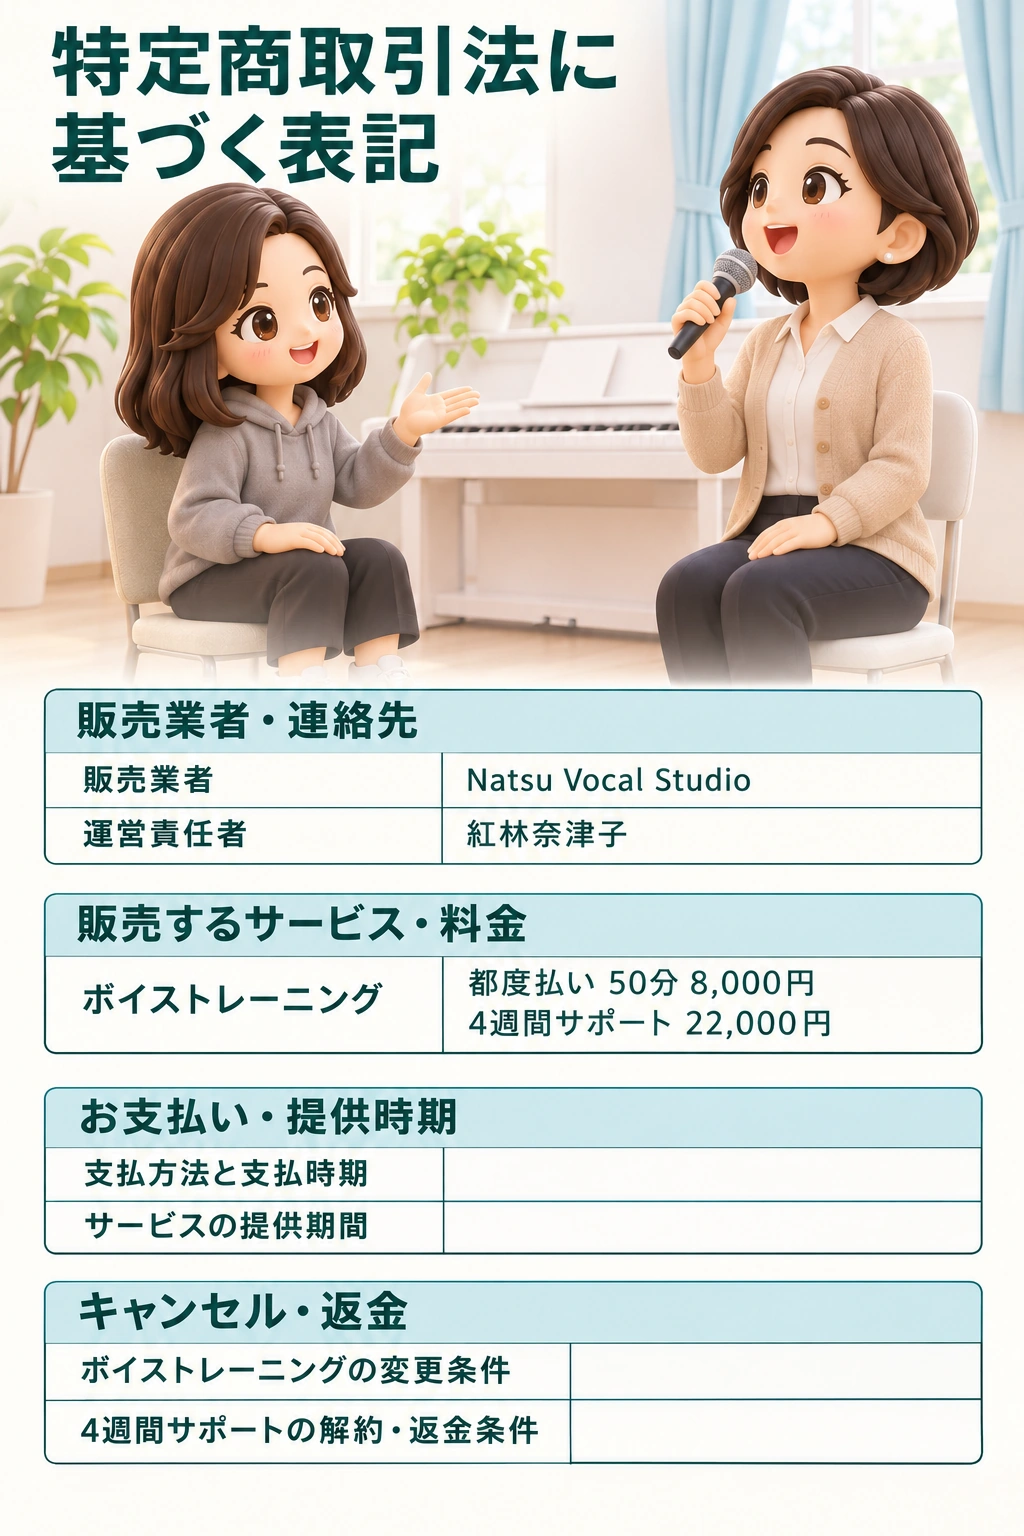 特定商取引法に
基づく表記
販売業者・連絡先
販売業者
Natsu Vocal Studio
運営責任者
紅林奈津子
販売するサービス・料金
ボイストレーニング
都度払い 50分 8,000円
4週間サポート 22,000円
お支払い・提供時期
支払方法と支払時期
サービスの提供期間
キャンセル・返金
ボイストレーニングの変更条件
4週間サポートの解約・返金条件